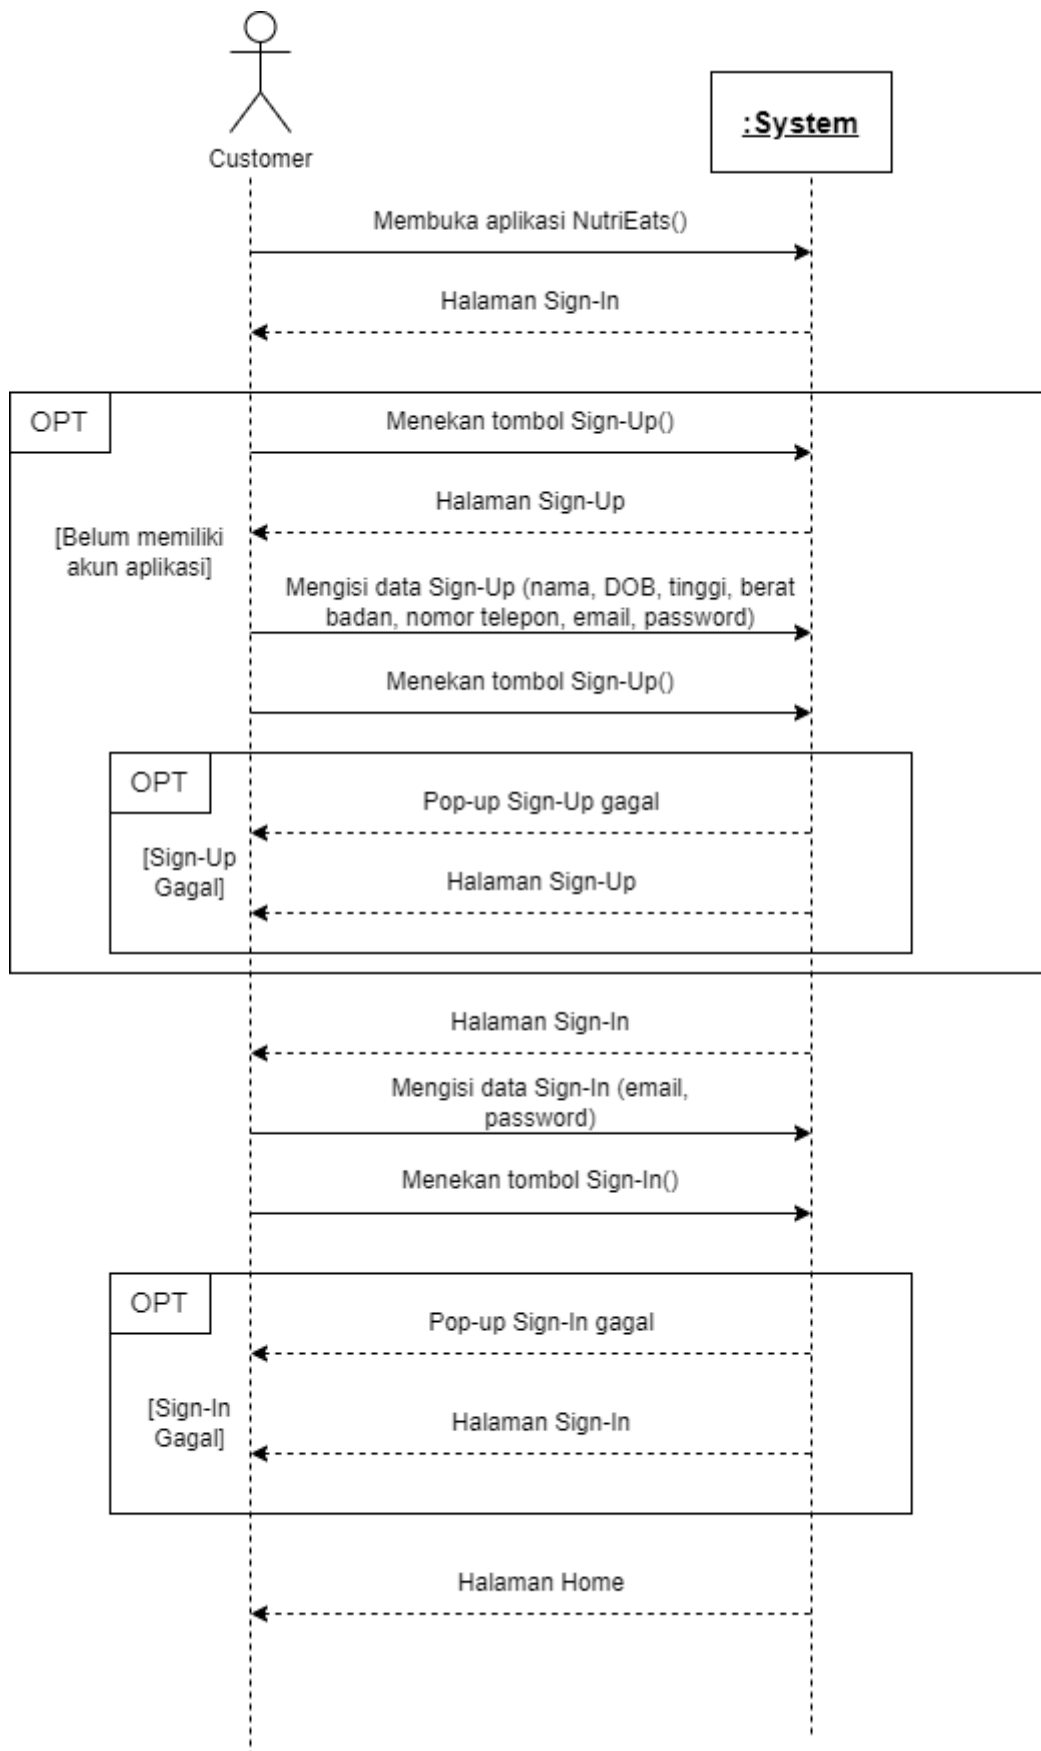 Customer
:System
Membuka aplikasi NutriEats()
Halaman Sign-In
OPT
Menekan tombol Sign-Up()
Halaman Sign-Up
[Belum memiliki
akun aplikasi]
Mengisi data Sign-Up (nama, DOB, tinggi, berat
badan, nomor telepon, email, password)
Menekan tombol Sign-Up()
OPT
Pop-up Sign-Up gagal
[Sign-Up
Gagal]
Halaman Sign-Up
Halaman Sign-In
Mengisi data Sign-In (email,
password)
Menekan tombol Sign-In()
OPT
Pop-up Sign-In gagal
[Sign-In
Gagal]
Halaman Sign-In
Halaman Home